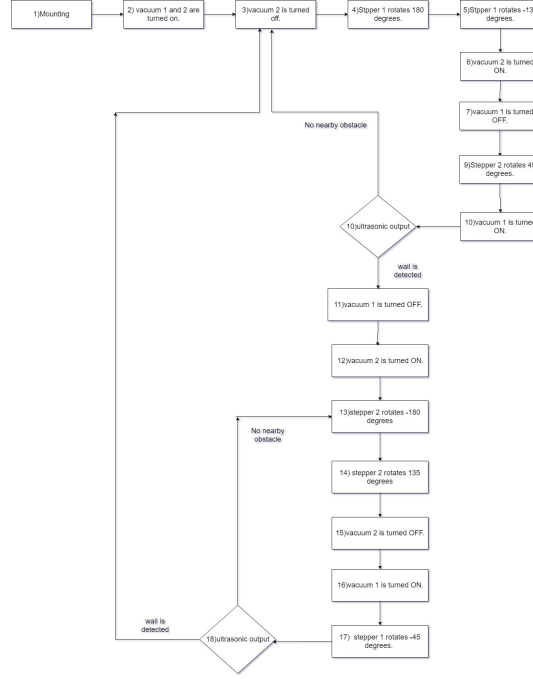 1)Mounting
2) vacuum 1 and 2 are
turned on.
3)vacuum 2 is turned
off.
4)Stpper 1 rotates 180
degrees.
5)Stpper 1 rotates -13
degrees.
6)vacuum 2 is turned
ON.
7)vacuum 1 is turned
OFF.
9)Stepper 2 rotates 45
degrees.
10)vacuum 1 is turned
ON.
No nearby obstacle
10)ultrasonic output
wall is
detected
11)vacuum 1 is turned OFF.
12)vacuum 2 is turned ON.
13)stepper 2 rotates -180
degrees
No nearby
obstacle
14) stepper 2 rotates 135
degrees
15)vacuum 2 is turned OFF.
16)vacuum 1 is turned ON.
17) stepper 1 rotates -45
degrees.
18)ultrasonic output
wall is
detected